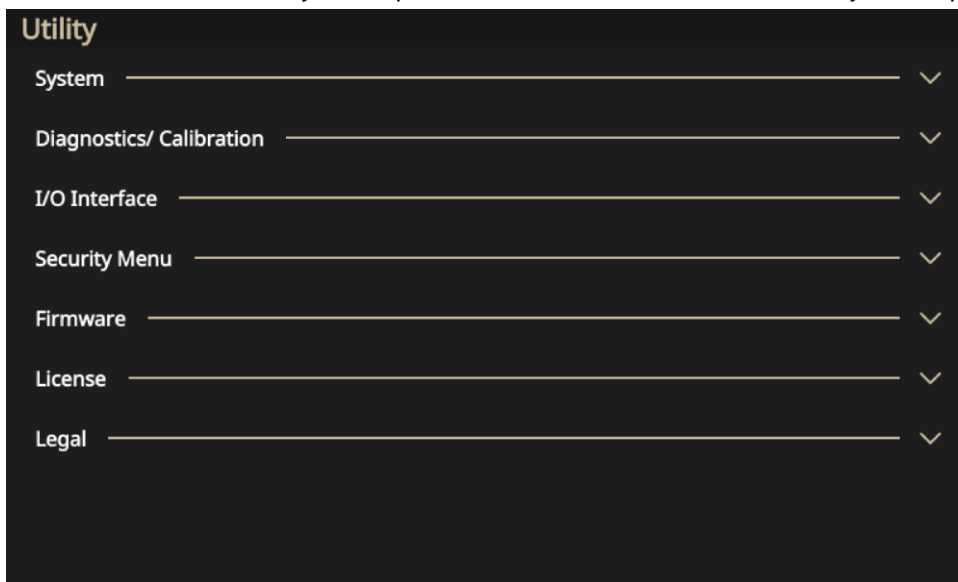 Utility
System
Diagnostics/ Calibration
I/O Interface
Security Menu
Firmware
License
Legal